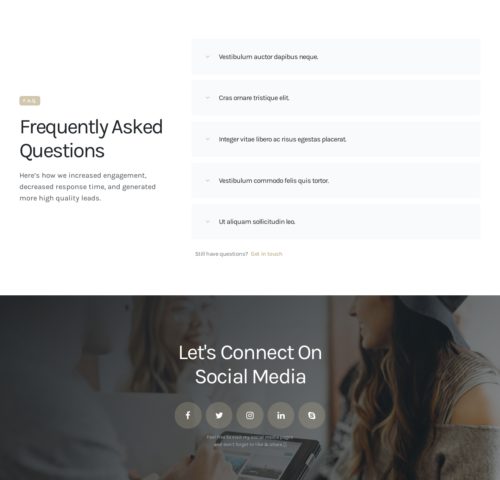 F.A.Q.
Frequently Asked
Questions
Here's how we increased engagement,
decreased response time, and generated
more high quality leads.
Vestibulum auctor dapibus neque.
Cras ornare tristique elit.
Integer vitae libero ac risus egestas placerat.
Vestibulum commodo felis quis tortor.
Ut aliquam sollicitudin leo.
Still have questions? Get in touch
Let's Connect On
Social Media
Feel free to visit my social media pages
and don't forget to like & share ;)